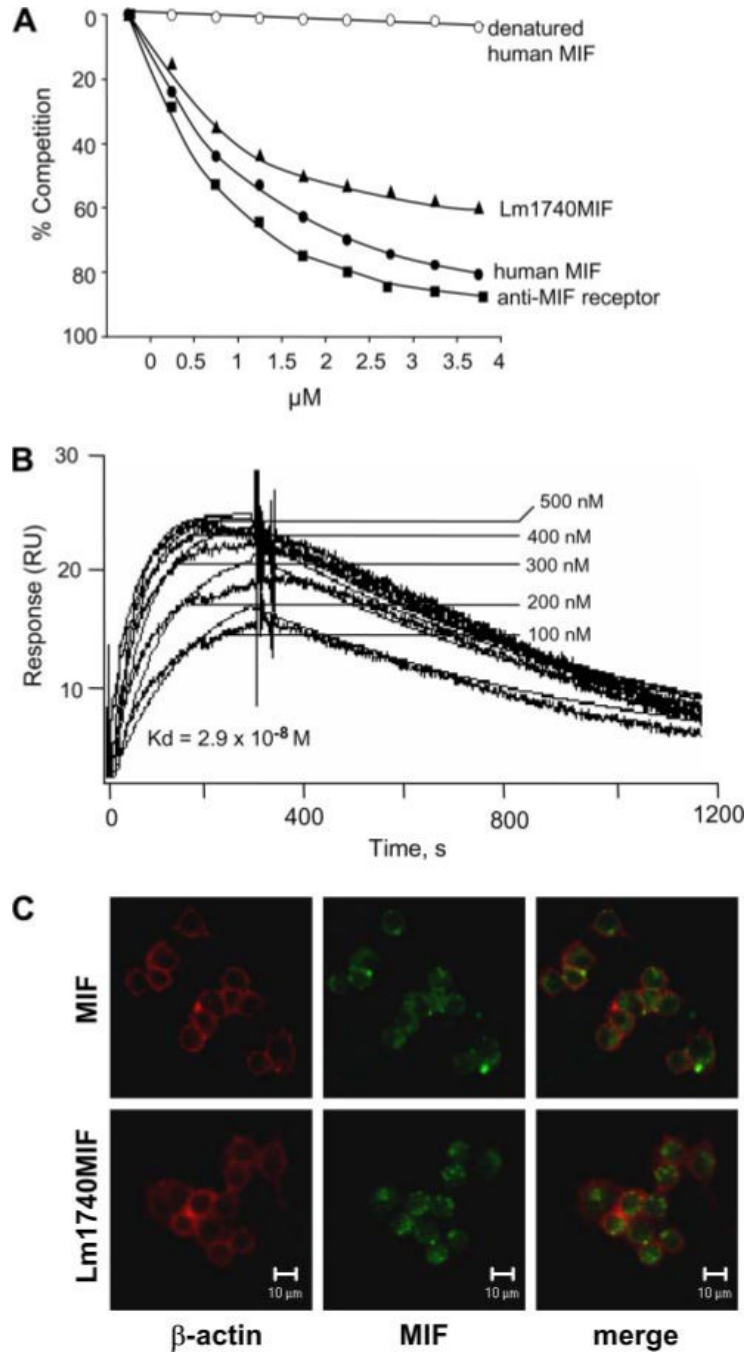 A
0
20
40
60
80
100
% Competition
denatured
human MIF
Lm1740MIF
human MIF
anti-MIF receptor
0 0.5 1 1.5 2 2.5 3 3.5 4
µM
B
30
20
10
Response (RU)
500 nM
400 nM
300 nM
200 nM
100 nM
Kd = 2.9 x 10⁻⁸ M
0 400 800 1200
Time, s
C
MIF
Lm1740MIF
10 µm 10 µm 10 µm
β-actin MIF merge